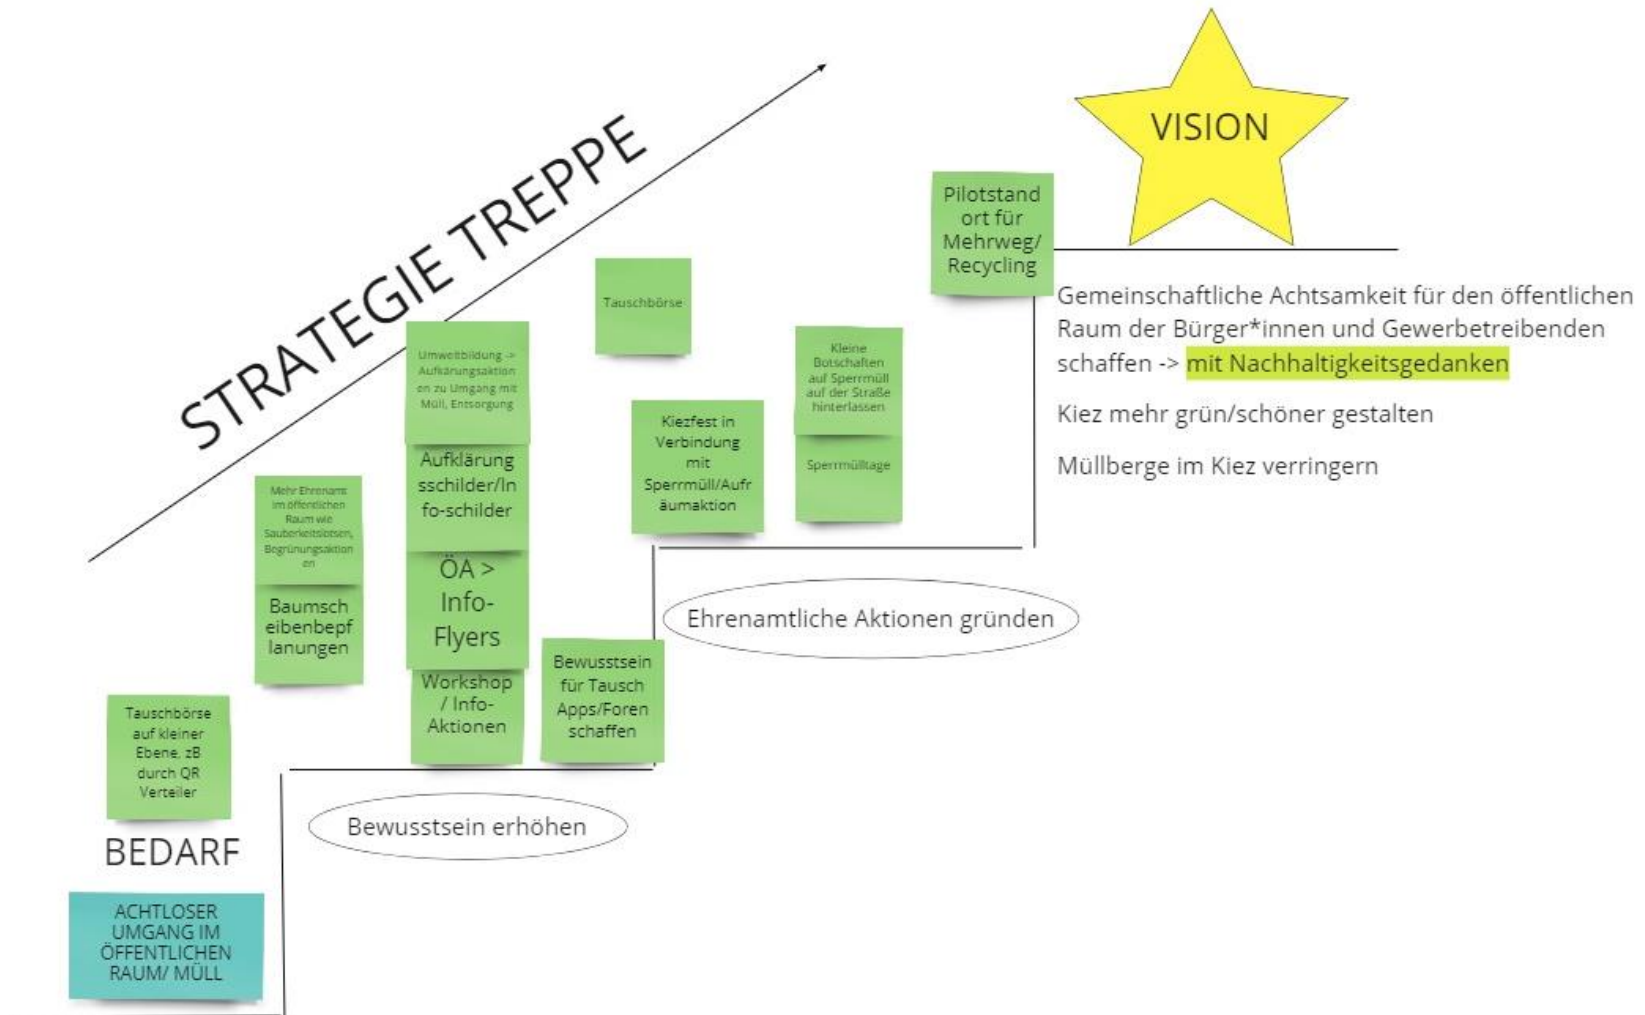 STRATEGIE TREPPE
VISION
Pilotstand
ort für
Mehrweg/
Recycling
Gemeinschaftliche Achtsamkeit für den öffentlichen
Raum der Bürger*innen und Gewerbetreibenden
schaffen -> mit Nachhaltigkeitsgedanken
Kiez mehr grün/schöner gestalten
Müllberge im Kiez verringern
Tauschbörse
Kleine
Botschaften
auf Sperrmüll
auf der Straße
hinterlassen
Sperrmülltage
Kiezfest in
Verbindung
mit
Sperrmüll/Aufr
äumaktion
Ehrenamtliche Aktionen gründen
Umweltbildung ->
Aufkärungsaktion
en zu Umgang mit
Müll, Entsorgung
Aufklärung
sschilder/In
fo-schilder
ÖA >
Info-
Flyers
Workshop
/ Info-
Aktionen
Bewusstsein
für Tausch
Apps/Foren
schaffen
Bewusstsein erhöhen
Mehr Ehrenamt
im öffentlichen
Raum wie
Sauberkeitslotsen,
Begrünungsaktion
en
Baumsch
eibenbepf
lanungen
Tauschbörse
auf kleiner
Ebene, zB
durch QR
Verteiler
BEDARF
ACHTLOSER
UMGANG IM
ÖFFENTLICHEN
RAUM/ MÜLL